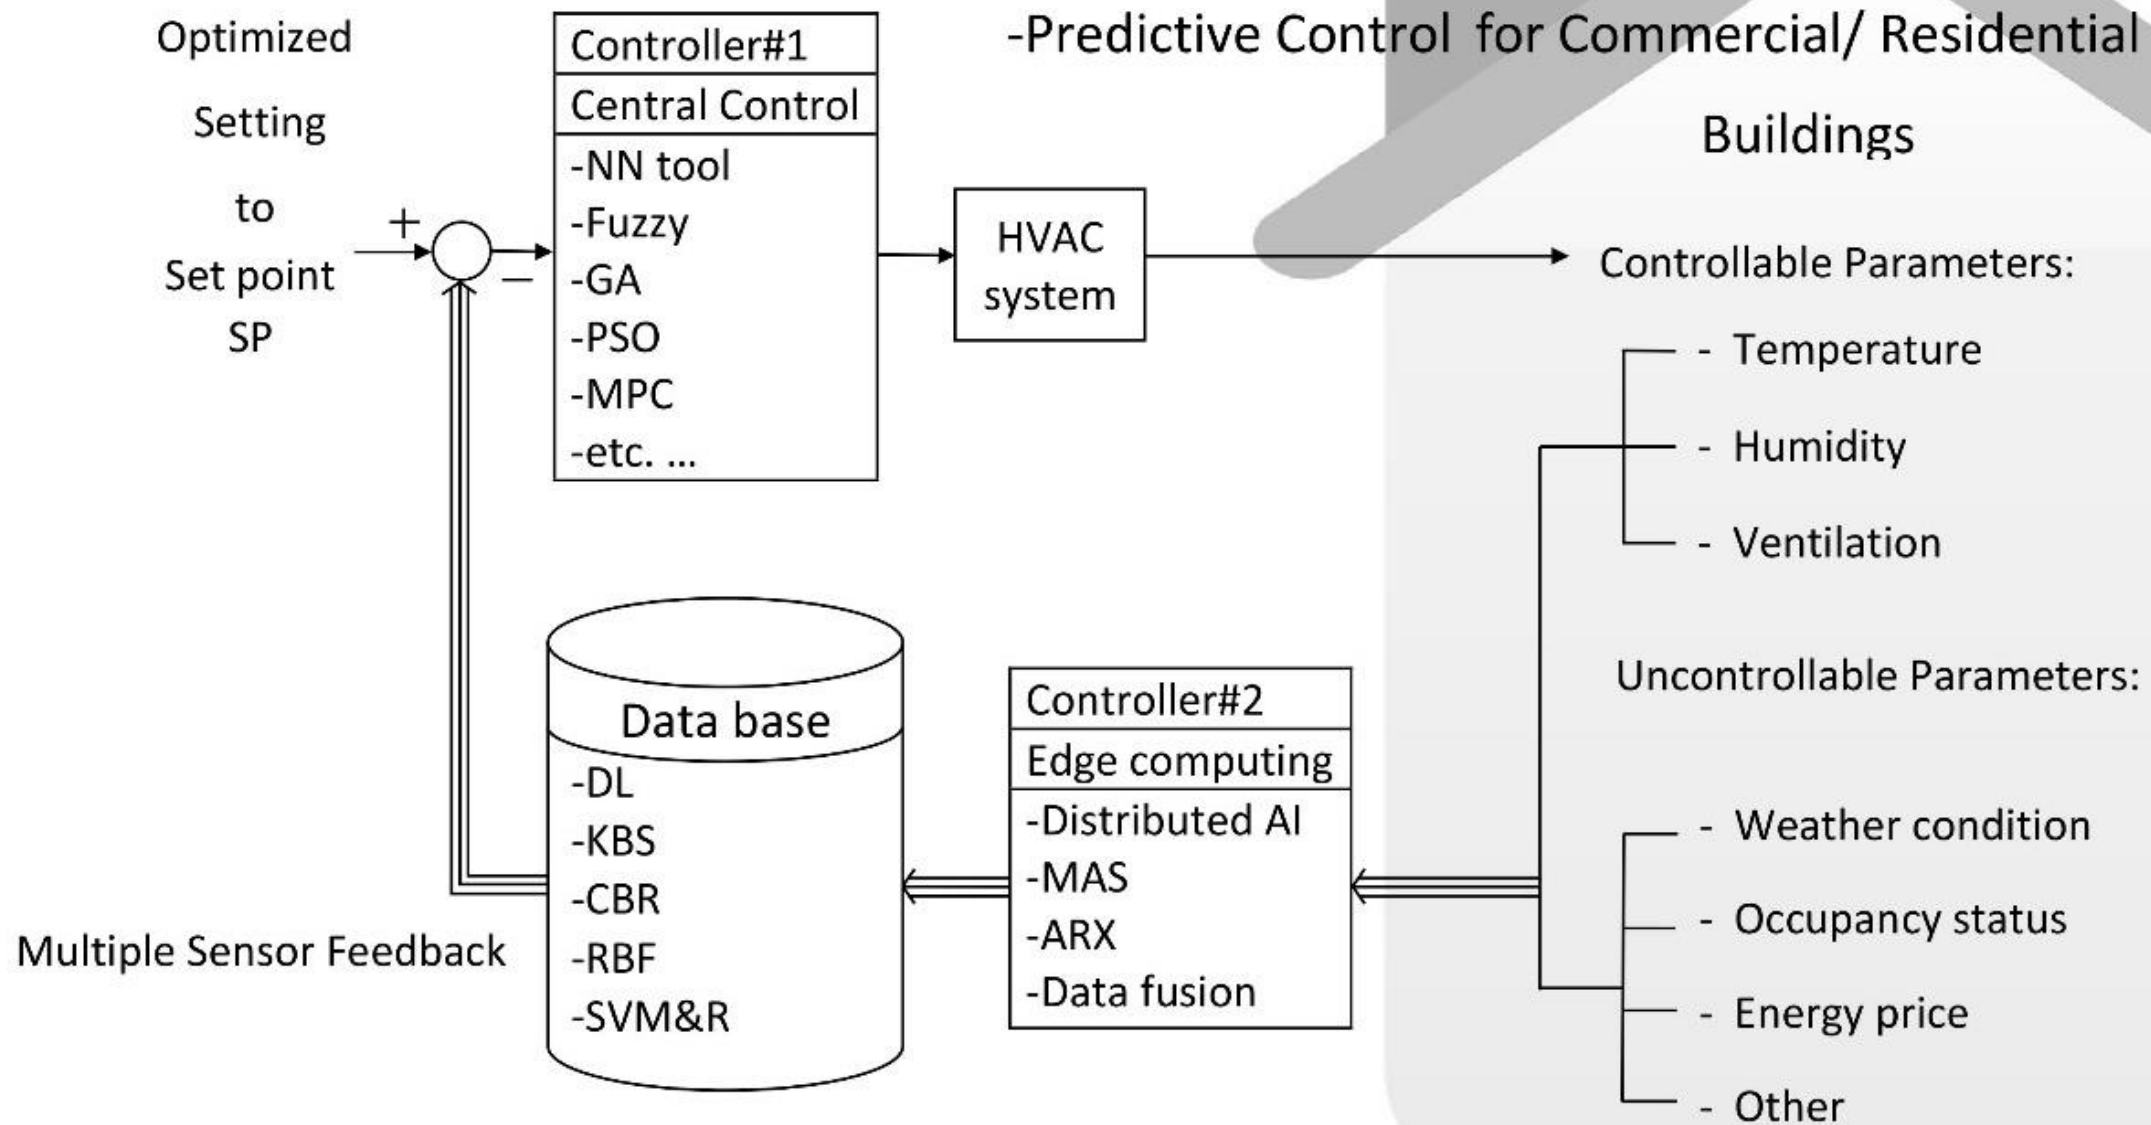 Optimized
Setting
to
Set point
SP
+
−
Controller#1
Central Control
-NN tool
-Fuzzy
-GA
-PSO
-MPC
-etc. ...
HVAC
system
-Predictive Control for Commercial/ Residential
Buildings
Controllable Parameters:
- Temperature
- Humidity
- Ventilation
Uncontrollable Parameters:
- Weather condition
- Occupancy status
- Energy price
- Other
Controller#2
Edge computing
-Distributed AI
-MAS
-ARX
-Data fusion
Data base
-DL
-KBS
-CBR
-RBF
-SVM&R
Multiple Sensor Feedback